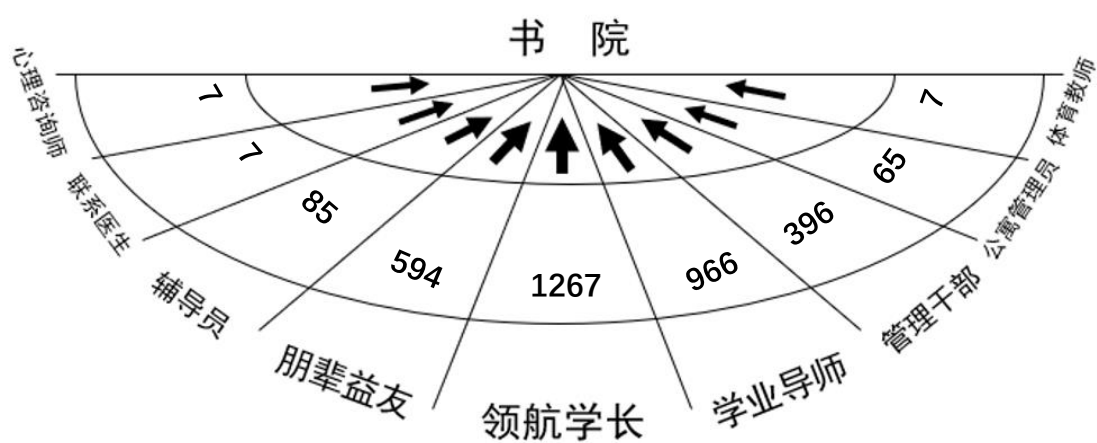 书 院
心理咨询师
7
联系医生
7
辅导员
85
朋辈益友
594
领航学长
1267
学业导师
966
管理干部
396
公寓管理员
65
体育教师
7